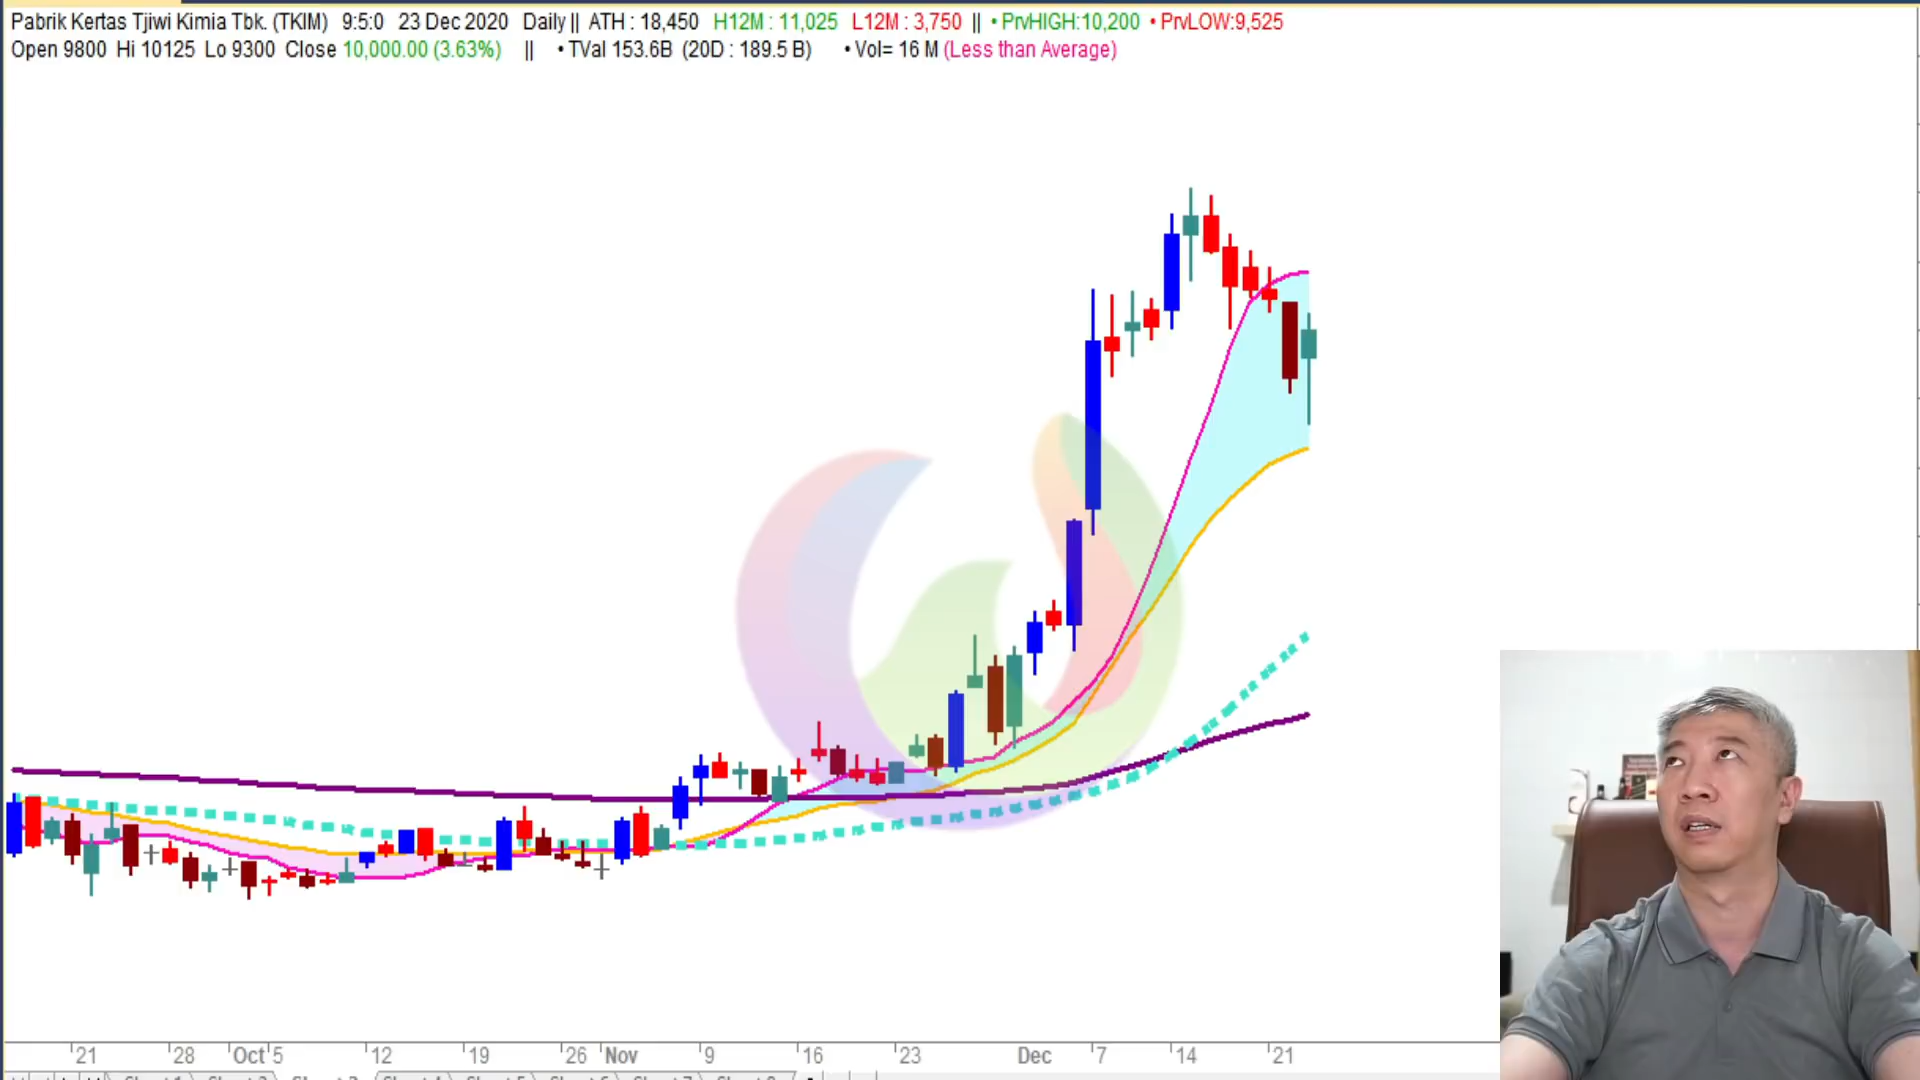 Pabrik Kertas Tjiwi Kimia Tbk. (TKIM) 9:5:0 23 Dec 2020 Daily || ATH : 18,450 H12M : 11,025 L12M : 3,750 || • PrvHIGH:10,200 • PrvLOW:9,525
Open 9800 Hi 10125 Lo 9300 Close 10,000.00 (3.63%) || • TVal 153.6B (20D : 189.5 B) • Vol= 16 M (Less than Average)
21 28 Oct 5 12 19 26 Nov 9 16 23 Dec 7 14 21